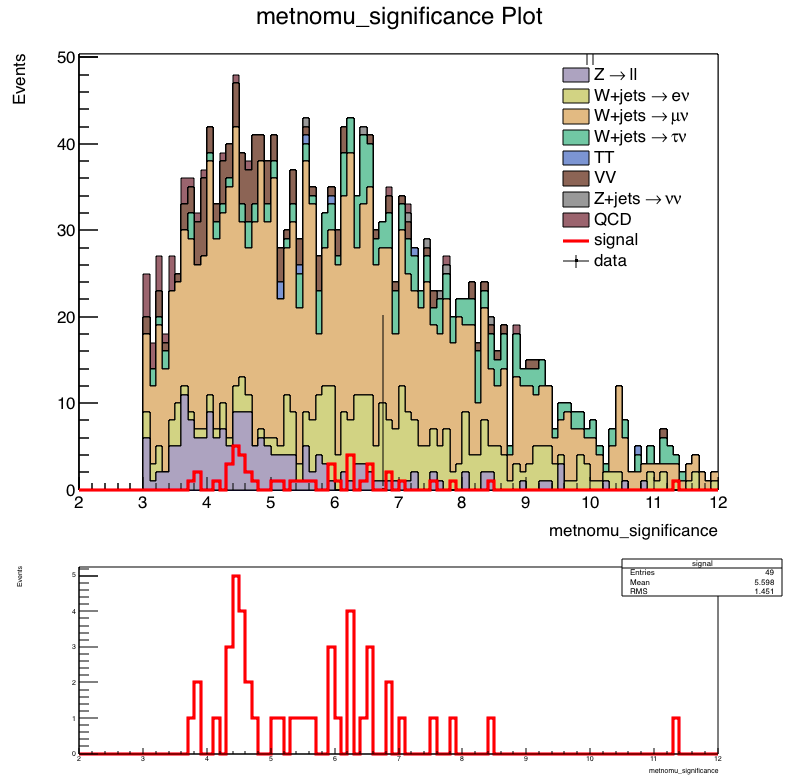 metnomu_significance Plot
Events
50
40
30
20
10
0
Z → ll
W+jets → eν
W+jets → μν
W+jets → τν
TT
VV
Z+jets → νν
QCD
signal
data
2 3 4 5 6 7 8 9 10 11 12
metnomu_significance
Events
signal
Entries 49
Mean 5.598
RMS 1.451
5
4
3
2
1
0
2 3 4 5 6 7 8 9 10 11 12
metnomu_significance